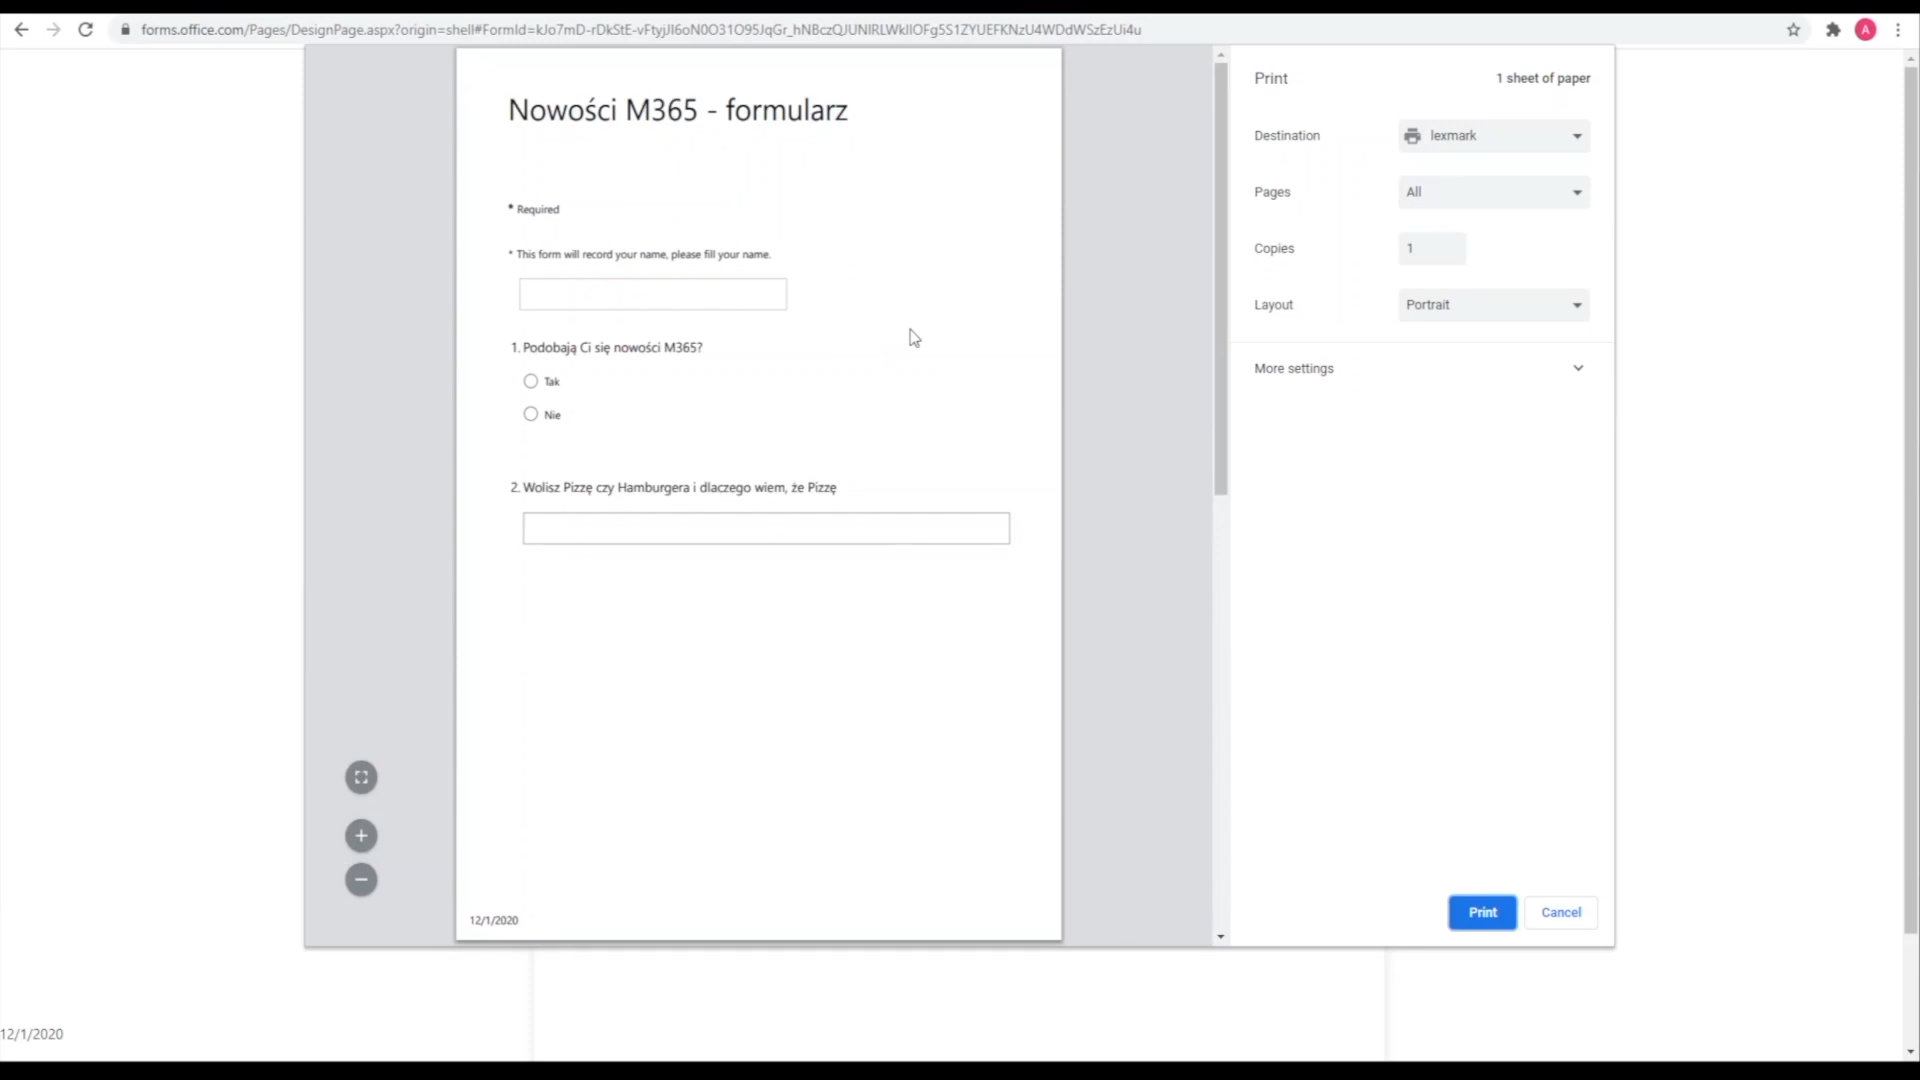 forms.office.com/Pages/DesignPage.aspx?origin=shell#FormId=kJo7mD-rDkStE-vFtyjJI6oN0O31O95JqGr_hNBczQJUNIRLWkIIOFg5S1ZYUEFKNzU4WDdWSzEzUi4u
A
Nowości M365 - formularz
* Required
* This form will record your name, please fill your name.
1. Podobają Ci się nowości M365?
Tak
Nie
2. Wolisz Pizzę czy Hamburgera i dlaczego wiem, że Pizzę
12/1/2020
Print
1 sheet of paper
Destination
lexmark
Pages
All
Copies
1
Layout
Portrait
More settings
Print
Cancel
12/1/2020